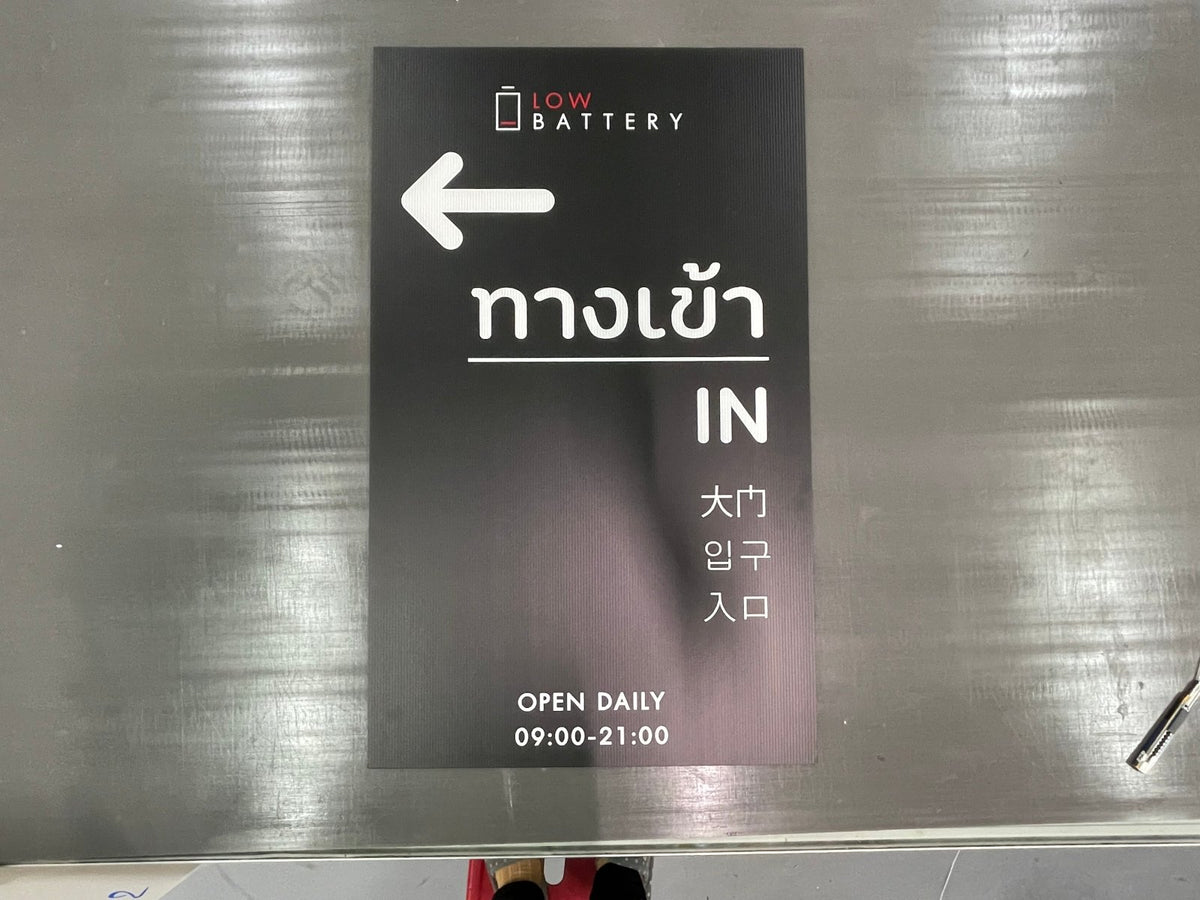 LOW
BATTERY
ทางเข้า
IN
大门
입구
入口
OPEN DAILY
09:00-21:00
2